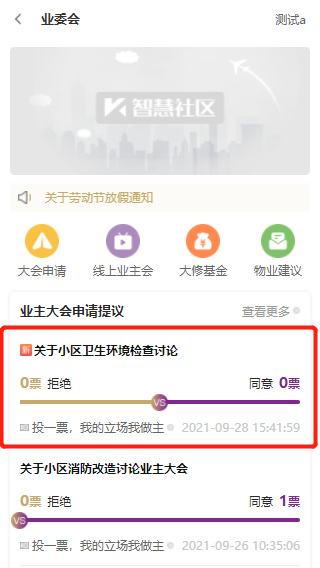 业委会 测试a
智慧社区
关于劳动节放假通知
大会申请 线上业主会 大修基金 物业建议
业主大会申请提议 查看更多
新 关于小区卫生环境检查讨论
0票 拒绝 同意 0票
VS
投一票，我的立场我做主 2021-09-28 15:41:59
关于小区消防改造讨论业主大会
0票 拒绝 同意 1票
VS
投一票，我的立场我做主 2021-09-26 10:35:06